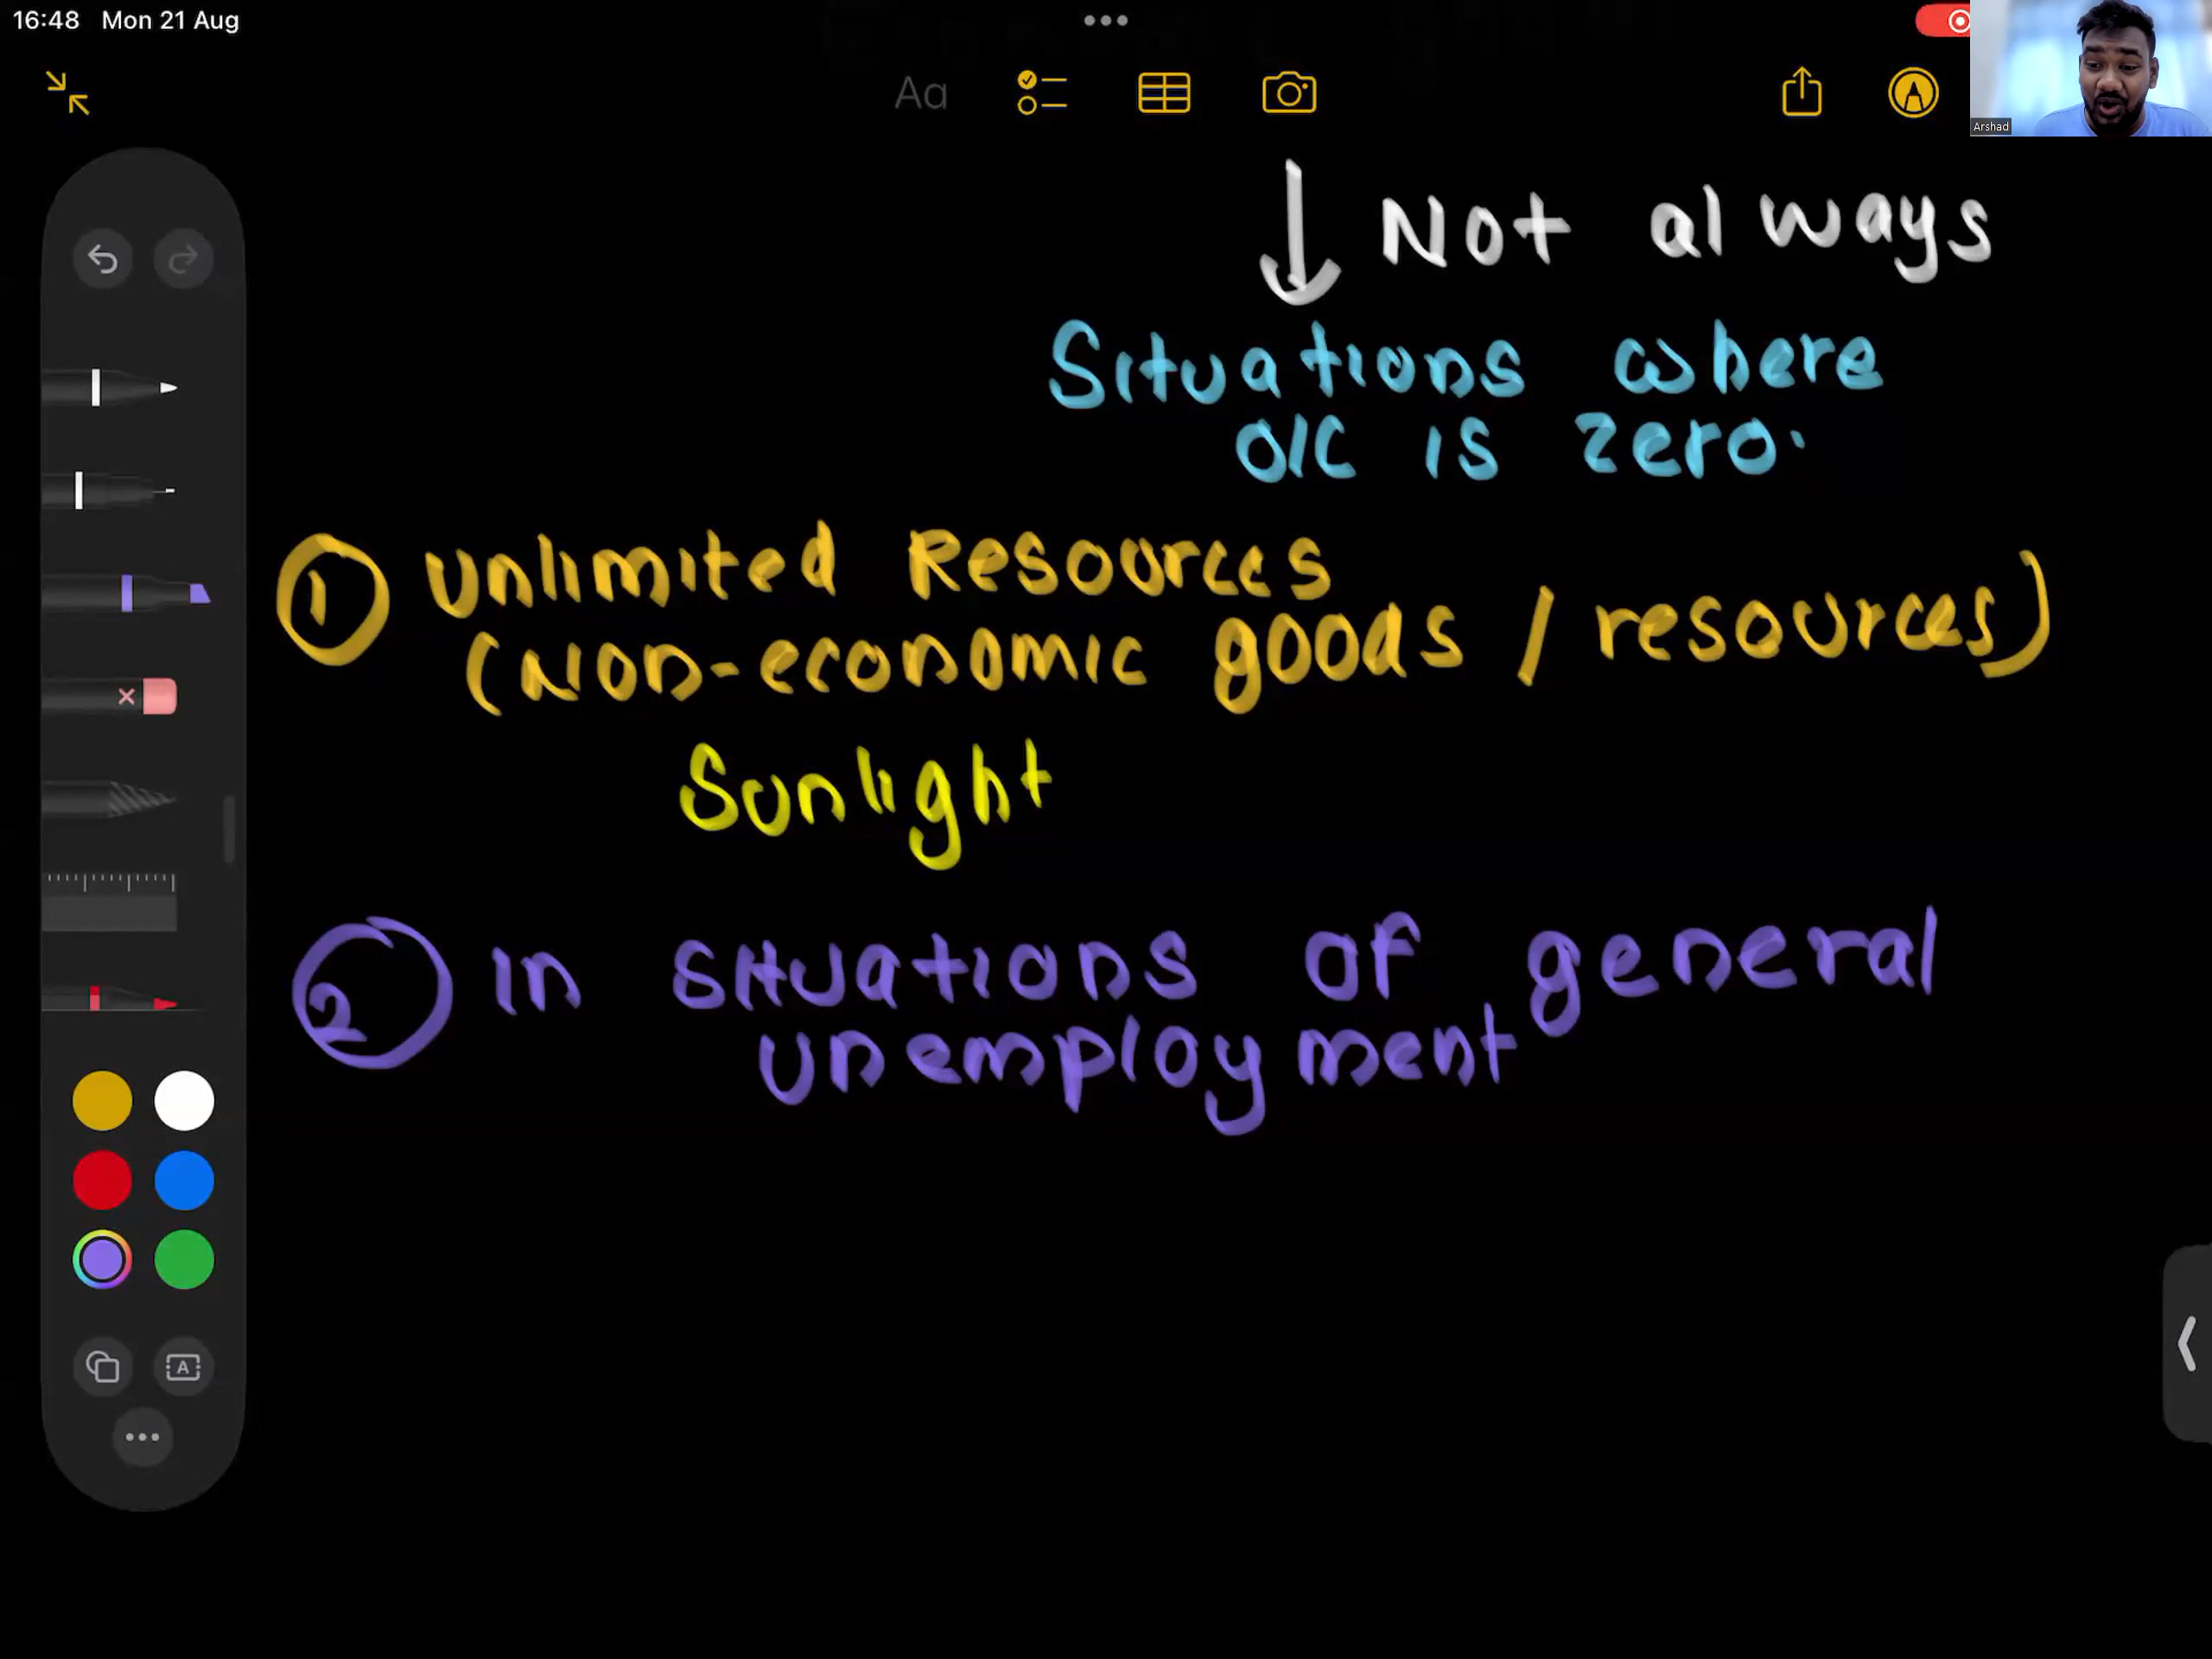 16:48 Mon 21 Aug
Aa
Arshad
Not always
Situations where
O/C is zero.
1 Unlimited Resources
(Non-economic goods / resources)
Sunlight
2 In situations of general
unemployment
A